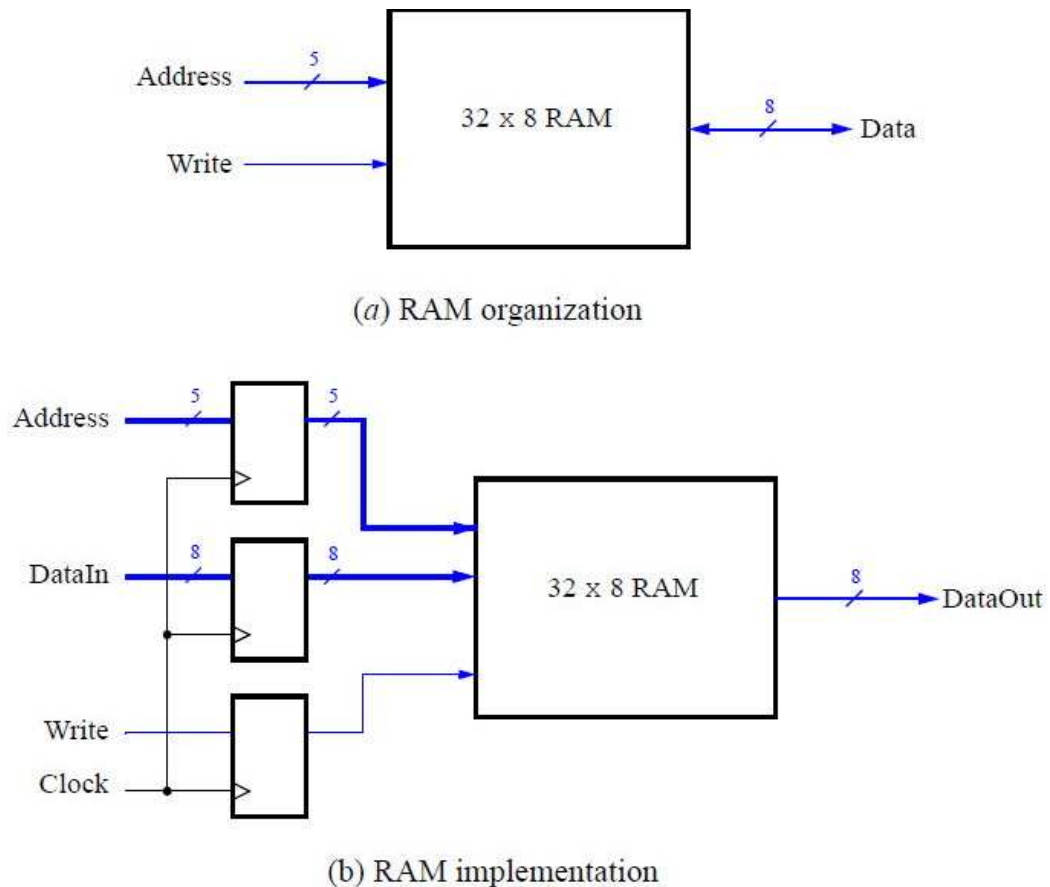 5
Address
32 x 8 RAM
8
Data
Write
(a) RAM organization
5
5
Address
8
8
DataIn
32 x 8 RAM
8
DataOut
Write
Clock
(b) RAM implementation